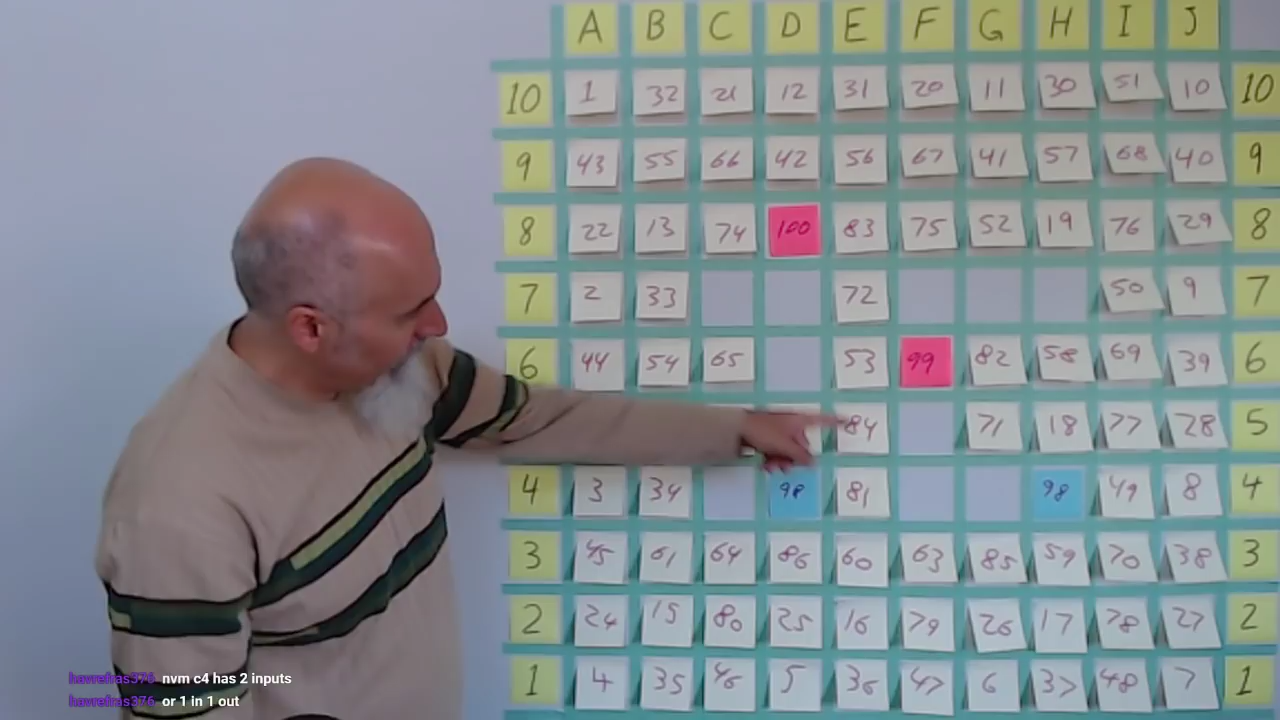 A B C D E F G H I J
10 1 32 21 12 31 20 11 30 51 10 10
9 43 55 66 42 56 67 41 57 68 40 9
8 22 13 74 100 83 75 52 19 76 29 8
7 2 33 72 50 9 7
6 44 54 65 53 99 82 58 69 39 6
84 71 18 77 28 5
4 3 34 98 81 98 49 8 4
3 45 61 64 86 60 63 85 59 70 38 3
2 24 15 80 25 16 79 26 17 78 27 2
1 4 35 46 5 36 47 6 37 48 7 1
hawrefras376 nvm c4 has 2 inputs
hawrefras376 or 1 in 1 out